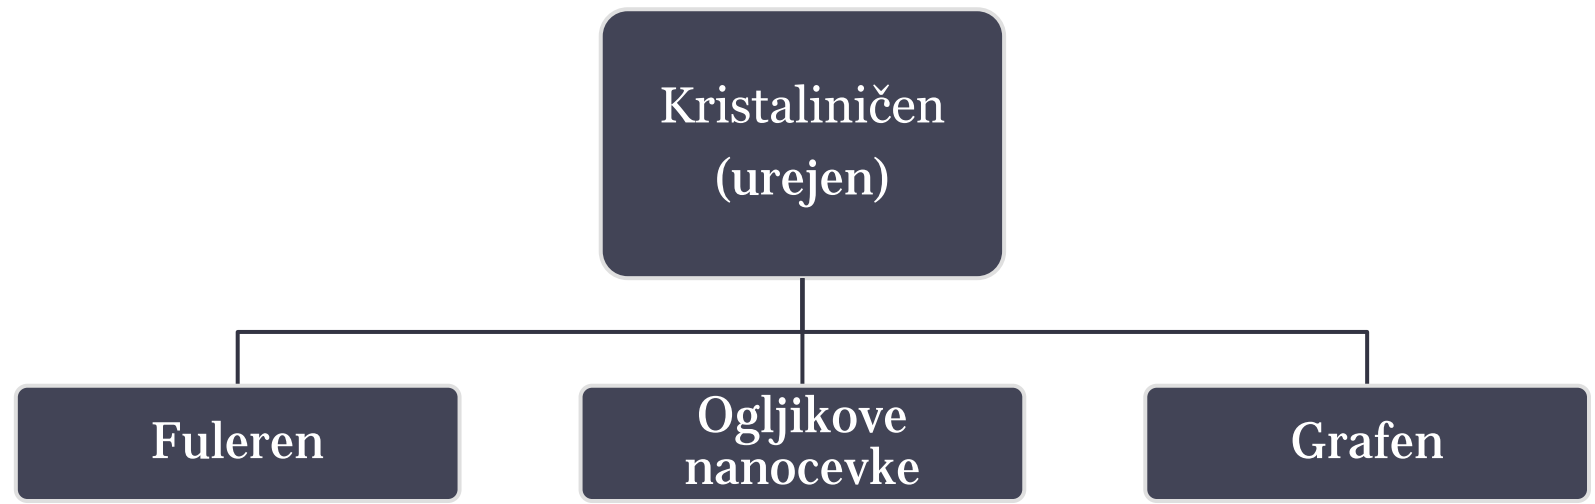 Kristaliničen
(urejen)
Fuleren
Ogljikove
nanocevke
Grafen